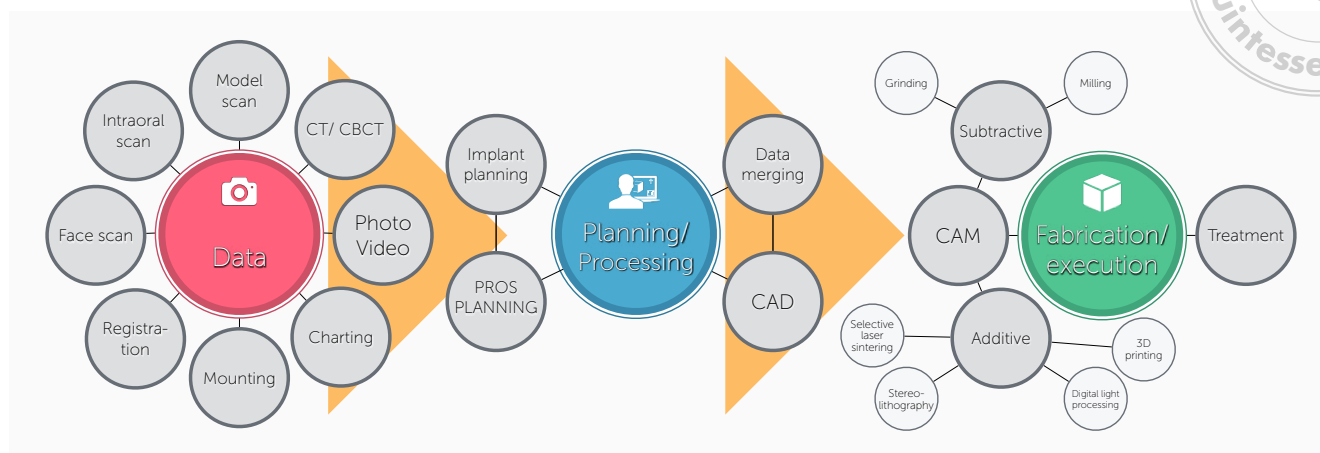 Model
scan
Intraoral
scan
CT/ CBCT
Face scan
Data
Photo
Video
Registra-
tion
Mounting
Charting
Implant
planning
PROS
PLANNING
Planning/
Processing
Data
merging
CAD
Grinding
Milling
Subtractive
CAM
Fabrication/
execution
Treatment
Additive
Selective
laser
sintering
Stereo-
lithography
3D
printing
Digital light
processing